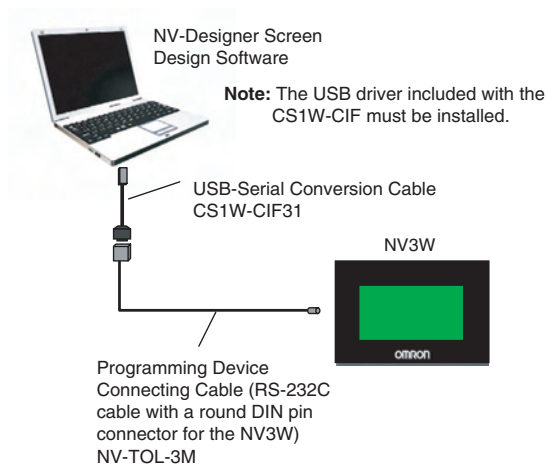 NV-Designer Screen
Design Software
Note: The USB driver included with the
CS1W-CIF must be installed.
USB-Serial Conversion Cable
CS1W-CIF31
NV3W
OMRON
Programming Device
Connecting Cable (RS-232C
cable with a round DIN pin
connector for the NV3W)
NV-TOL-3M